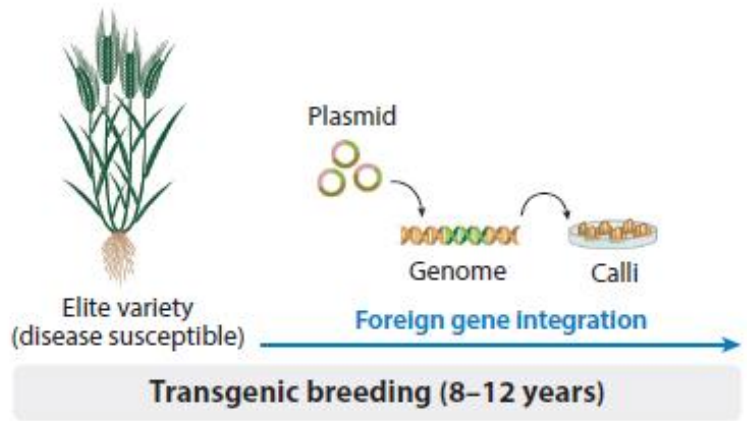 Plasmid
Genome
Calli
Elite variety
(disease susceptible)
Foreign gene integration
Transgenic breeding (8–12 years)